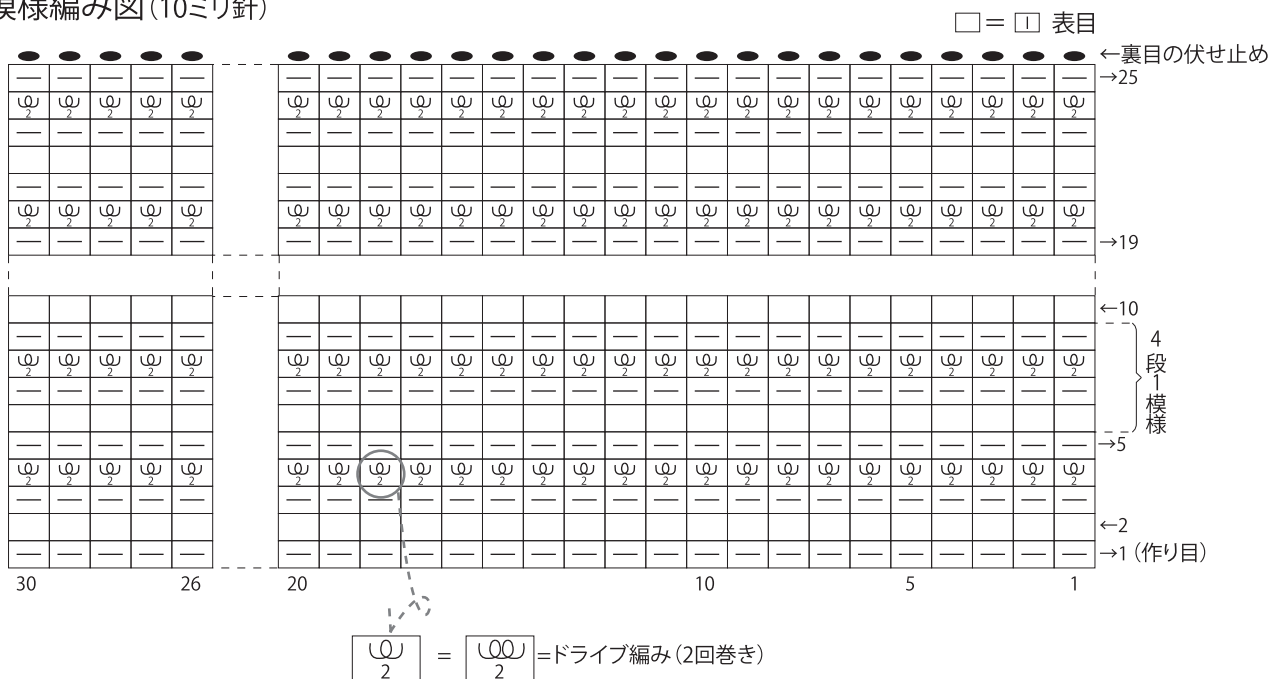 模様編み図(10ミリ針)
□=□ 表目
←裏目の伏せ止め
→25
→19
←10
4段1模様
→5
←2
→1(作り目)
30 26 20 10 5 1
2 = 2 =ドライブ編み(2回巻き)